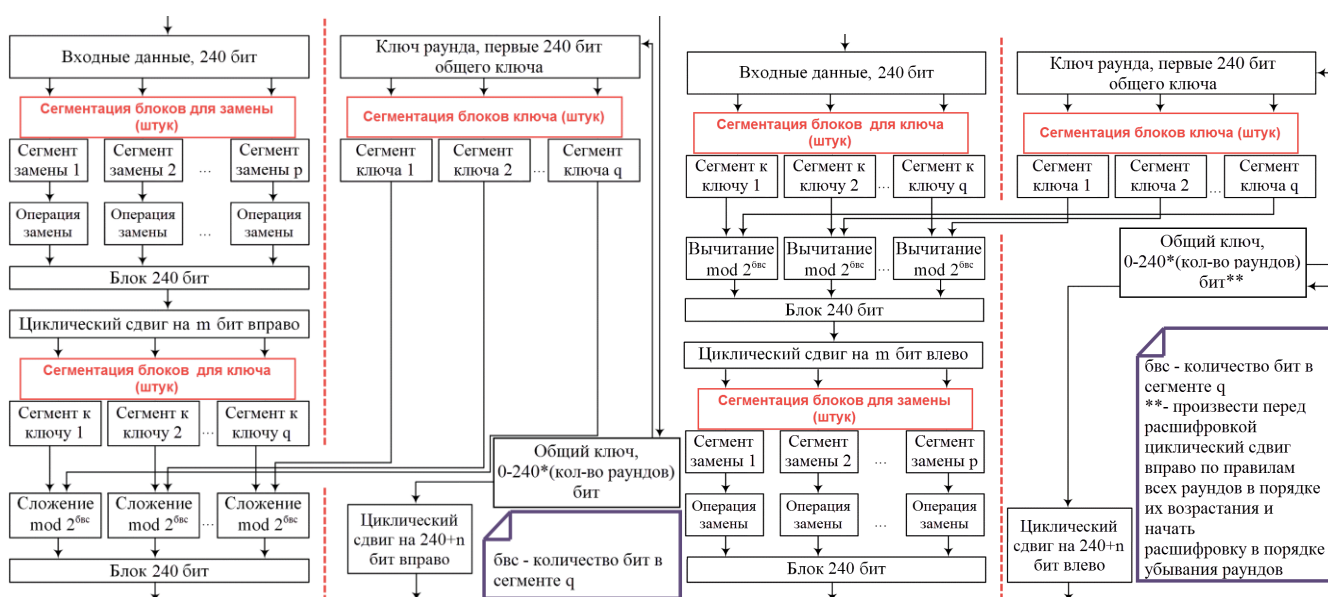 Входные данные, 240 бит
Сегментация блоков для замены
(штук)
Сегмент
замены 1
Сегмент
замены 2
...
Сегмент
замены p
Операция
замены
Операция
замены
...
Операция
замены
Блок 240 бит
Циклический сдвиг на m бит вправо
Сегментация блоков для ключа
(штук)
Сегмент к
ключу 1
Сегмент к
ключу 2
...
Сегмент к
ключу q
Сложение
mod 2бвс
Сложение
mod 2бвс
...
Сложение
mod 2бвс
Блок 240 бит
Ключ раунда, первые 240 бит
общего ключа
Сегментация блоков ключа (штук)
Сегмент
ключа 1
Сегмент
ключа 2
...
Сегмент
ключа q
Общий ключ,
0-240*(кол-во раундов)
бит
Циклический
сдвиг на 240+n
бит вправо
бвс - количество бит в
сегменте q
Входные данные, 240 бит
Сегментация блоков для ключа
(штук)
Сегмент к
ключу 1
Сегмент к
ключу 2
...
Сегмент к
ключу q
Вычитание
mod 2бвс
Вычитание
mod 2бвс
...
Вычитание
mod 2бвс
Блок 240 бит
Циклический сдвиг на m бит влево
Сегментация блоков для замены
(штук)
Сегмент
замены 1
Сегмент
замены 2
...
Сегмент
замены p
Операция
замены
Операция
замены
...
Операция
замены
Блок 240 бит
Ключ раунда, первые 240 бит
общего ключа
Сегментация блоков ключа (штук)
Сегмент
ключа 1
Сегмент
ключа 2
...
Сегмент
ключа q
Общий ключ,
0-240*(кол-во раундов)
бит**
Циклический
сдвиг на 240+n
бит влево
бвс - количество бит в
сегменте q
**- произвести перед
расшифровкой
циклический сдвиг
вправо по правилам
всех раундов в порядке
их возрастания и
начать
расшифровку в порядке
убывания раундов